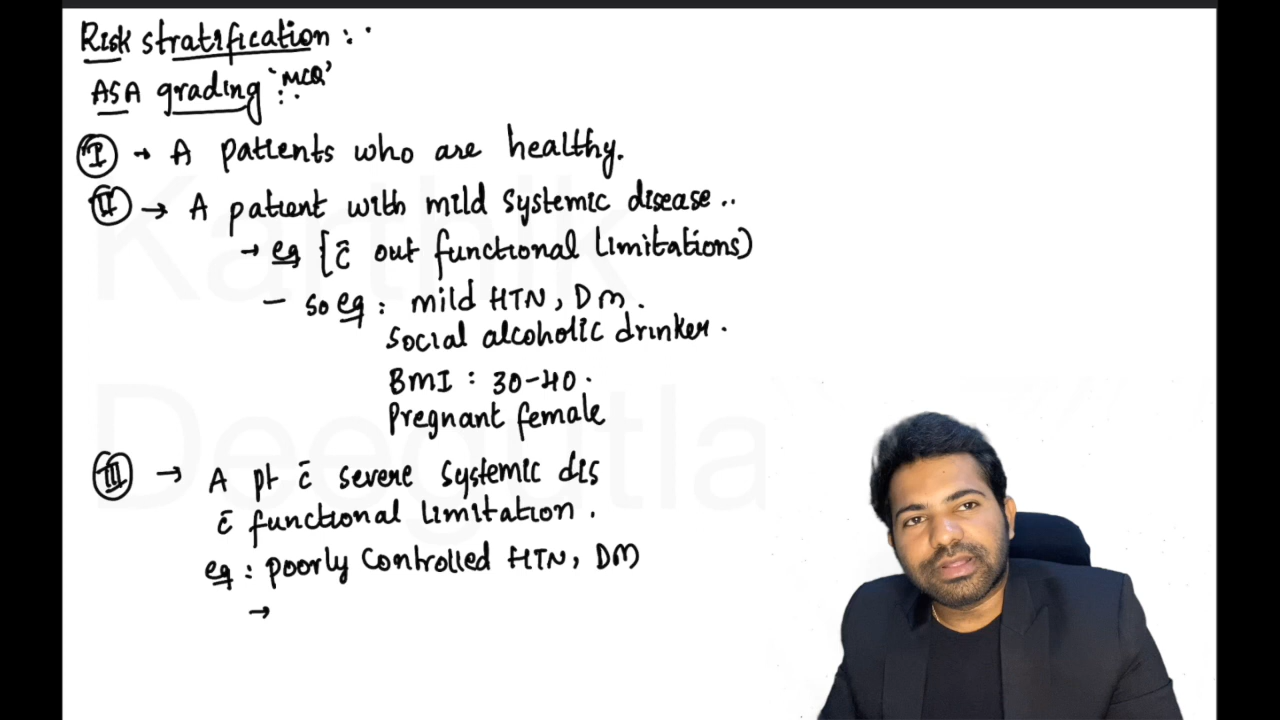 Risk stratification :
ASA grading : 'MCQ'
I → A patients who are healthy.
II → A patient with mild systemic disease..
→ eg [c̄ out functional limitations)
- so eg : mild HTN, DM.
Social alcoholic drinker.
BMI : 30-40.
Pregnant female
III → A pt c̄ severe systemic dis
c̄ functional limitation.
eg : poorly controlled HTN, DM
→
Karthik
Deegutla